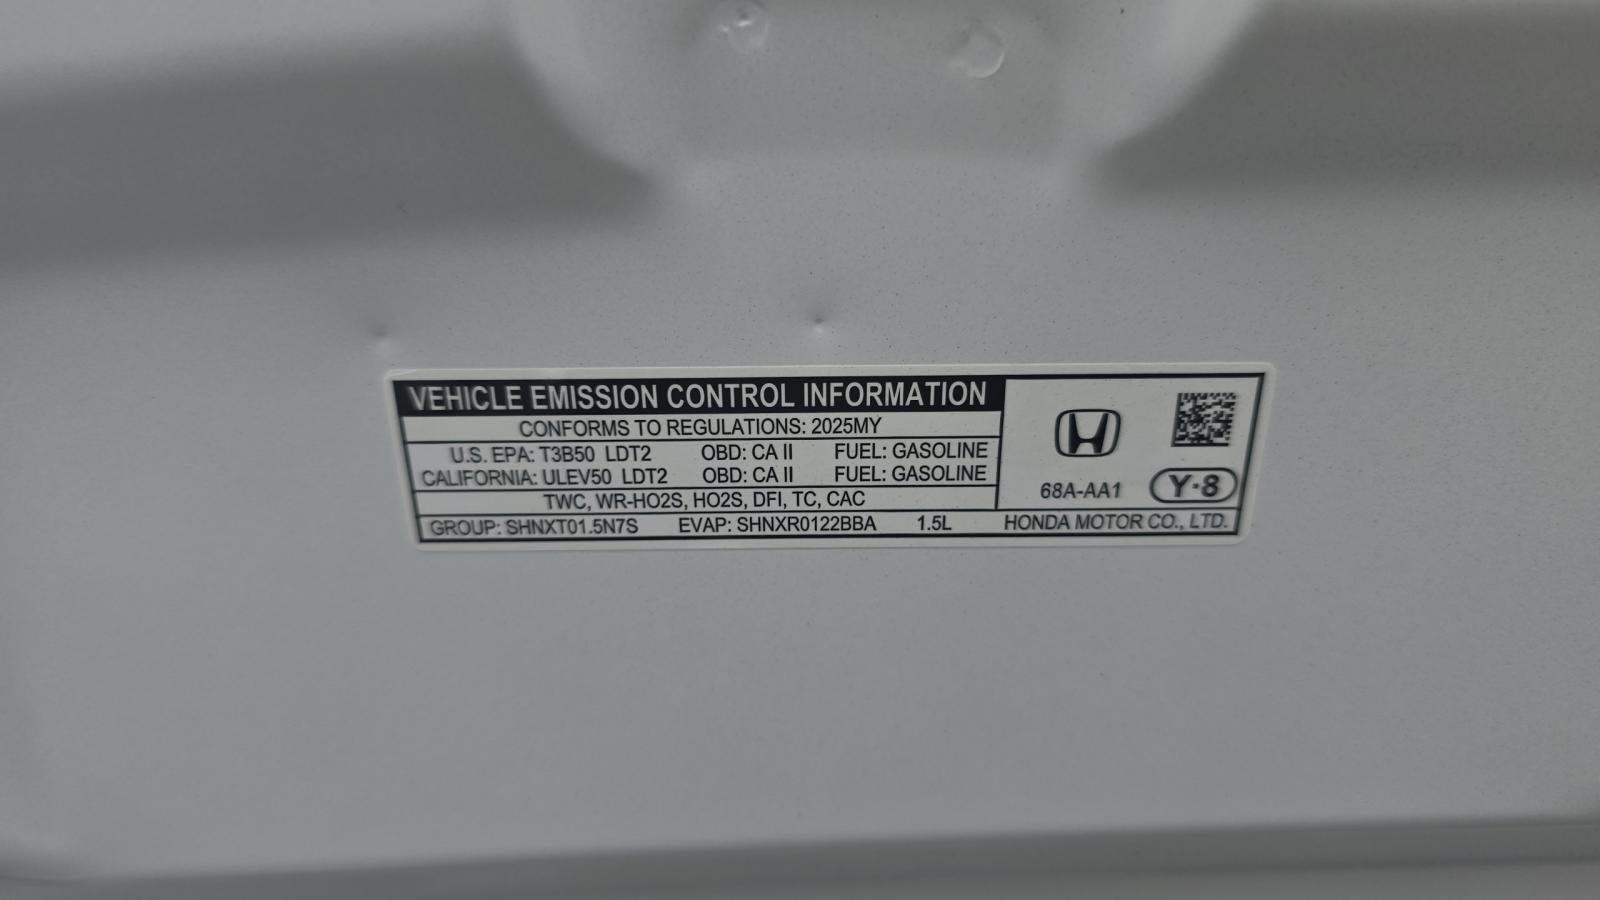 VEHICLE EMISSION CONTROL INFORMATION
CONFORMS TO REGULATIONS: 2025MY
U.S. EPA: T3B50 LDT2 OBD: CA II FUEL: GASOLINE
CALIFORNIA: ULEV50 LDT2 OBD: CA II FUEL: GASOLINE
TWC, WR-HO2S, HO2S, DFI, TC, CAC
68A-AA1 Y-8
GROUP: SHNXT01.5N7S EVAP: SHNXR0122BBA 1.5L HONDA MOTOR CO., LTD.